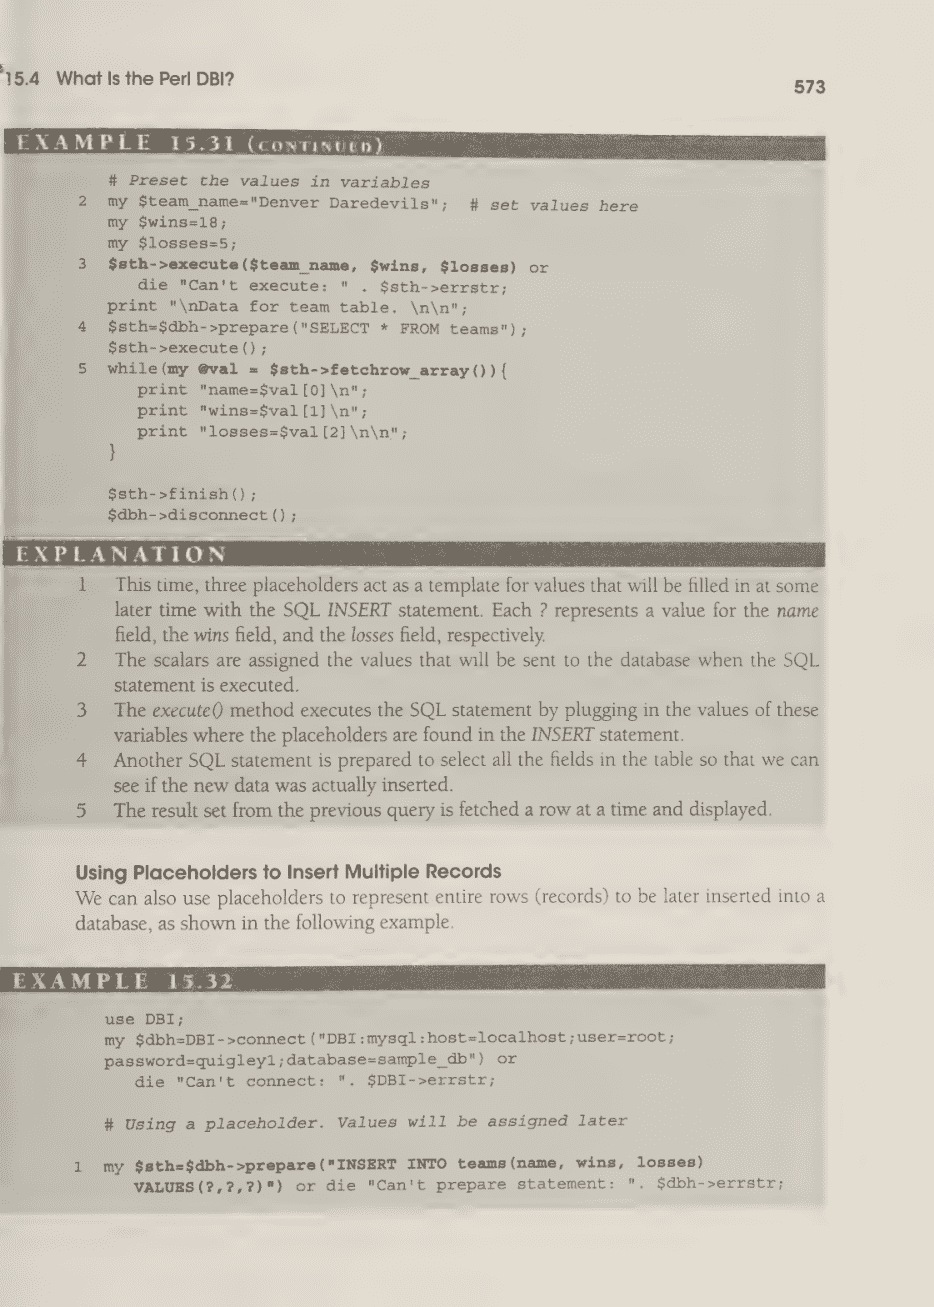 15.4 What Is the Perl DBI?
573
EXAMPLE 15.31 (CONTINUED)
# Preset the values in variables
2 my $team_name="Denver Daredevils"; # set values here
my $wins=18;
my $losses=5;
3 $sth->execute($team_name, $wins, $losses) or
die "Can't execute: " . $sth->errstr;
print "\nData for team table. \n\n";
4 $sth=$dbh->prepare("SELECT * FROM teams");
$sth->execute();
5 while(my @val = $sth->fetchrow_array()){
print "name=$val[0]\n";
print "wins=$val[1]\n";
print "losses=$val[2]\n\n";
}
$sth->finish();
$dbh->disconnect();
EXPLANATION
1 This time, three placeholders act as a template for values that will be filled in at some
later time with the SQL INSERT statement. Each ? represents a value for the name
field, the wins field, and the losses field, respectively.
2 The scalars are assigned the values that will be sent to the database when the SQL
statement is executed.
3 The execute() method executes the SQL statement by plugging in the values of these
variables where the placeholders are found in the INSERT statement.
4 Another SQL statement is prepared to select all the fields in the table so that we can
see if the new data was actually inserted.
5 The result set from the previous query is fetched a row at a time and displayed.
Using Placeholders to Insert Multiple Records
We can also use placeholders to represent entire rows (records) to be later inserted into a
database, as shown in the following example.
EXAMPLE 15.32
use DBI;
my $dbh=DBI->connect("DBI:mysql:host=localhost;user=root;
password=quigley1;database=sample_db") or
die "Can't connect: ". $DBI->errstr;
# Using a placeholder. Values will be assigned later
1 my $sth=$dbh->prepare("INSERT INTO teams(name, wins, losses)
VALUES(?,?,?)") or die "Can't prepare statement: ". $dbh->errstr;